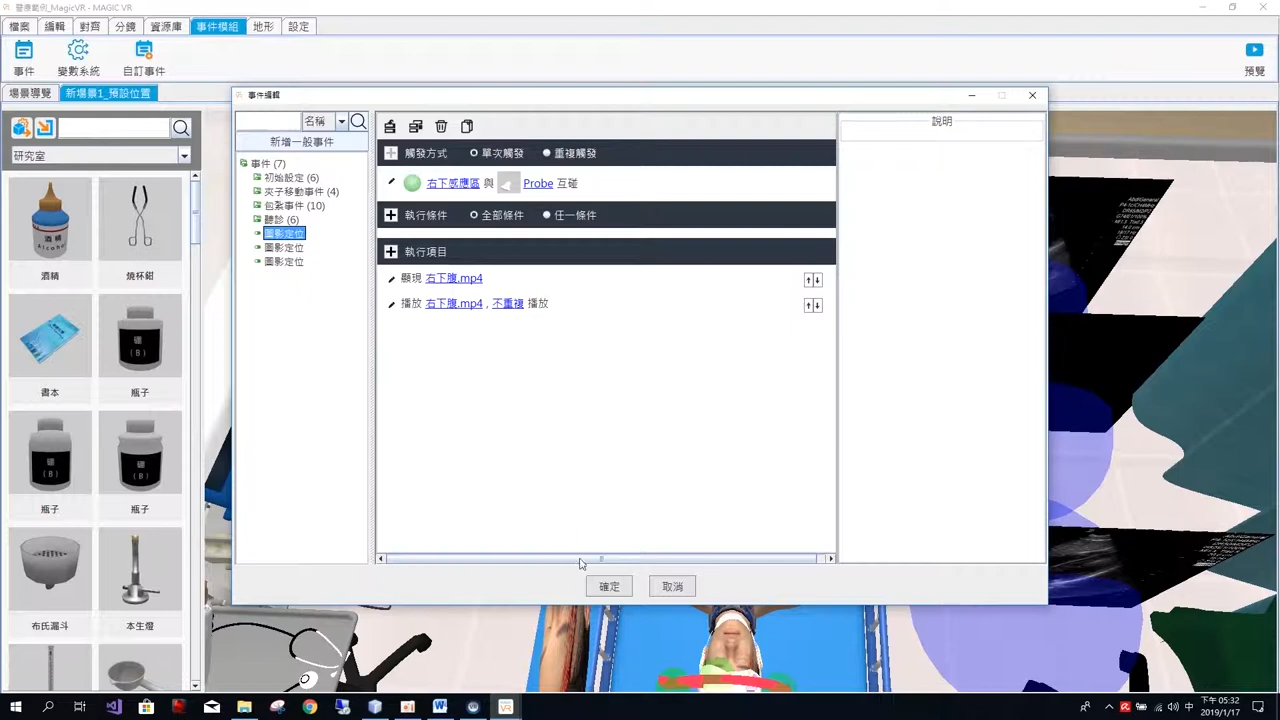 醫療範例_MagicVR - MAGIC VR
檔案 編輯 對齊 分鏡 資源庫 事件模組 地形 設定
事件 變數系統 自訂事件 預覽
場景導覽 新場景1_預設位置
事件編輯
名稱
新增一般事件
說明
研究室
觸發方式 單次觸發 重複觸發
事件 (7)
初始設定 (6)
夾子移動事件 (4)
包紮事件 (10)
聽診 (6)
圖影定位
圖影定位
圖影定位
右下感應區 與 Probe 互碰
執行條件 全部條件 任一條件
執行項目
顯現 右下腹.mp4
播放 右下腹.mp4 , 不重複 播放
酒精
酒精 Alcohol
燒杯鉗
書本
硼 (B)
瓶子
硼 (B)
瓶子
硼 (B)
瓶子
布氏漏斗
本生燈
確定 取消
中
下午 05:32
2019/1/17